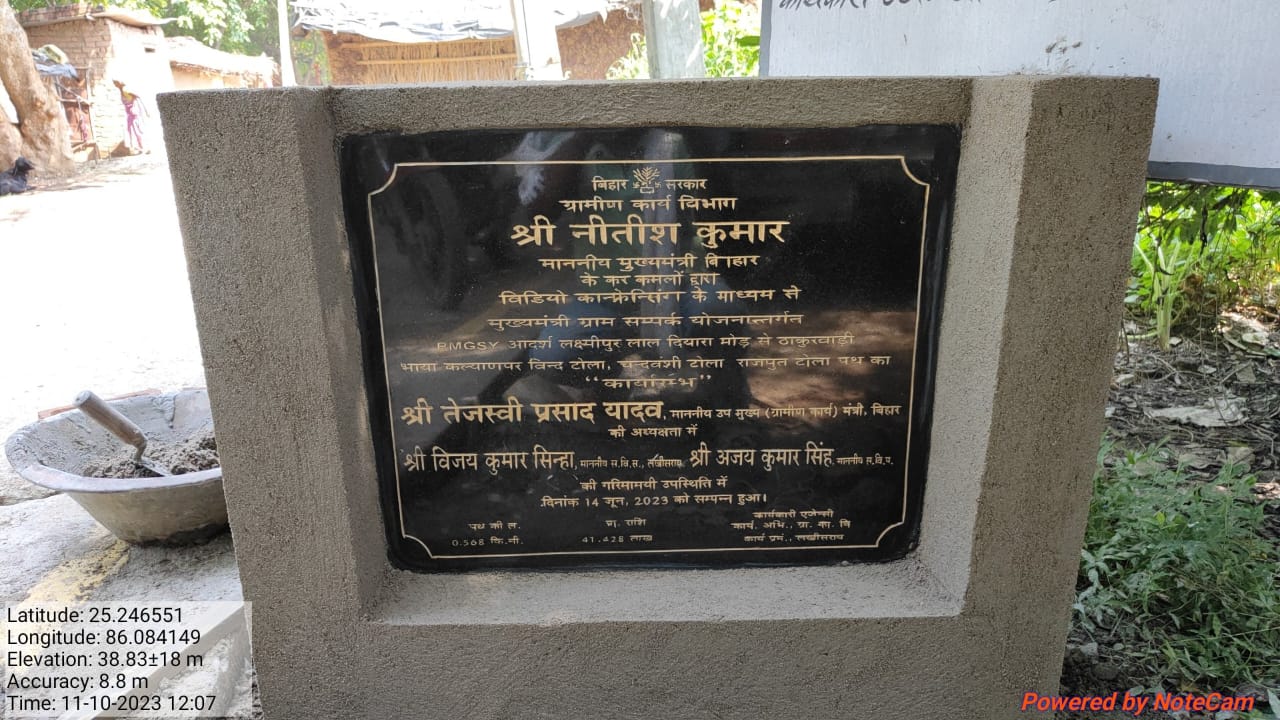 बिहार सरकार
ग्रामीण कार्य विभाग
श्री नीतीश कुमार
माननीय मुख्यमंत्री बिहार
के कर कमलों द्वारा
विडियो कान्फ्रेन्सिंग के माध्यम से
मुख्यमंत्री ग्राम सम्पर्क योजनान्तर्गत
PMGSY आदर्श लक्ष्मीपुर लाल दियारा मोड़ से ठाकुरवाड़ी
भाया कल्याणपर विन्द टोला, चन्द्रवंशी टोला राजपुत टोला पथ का
"कार्यारम्भ"
श्री तेजस्वी प्रसाद यादव, माननीय उप मुख्य (ग्रामीण कार्य) मंत्री, बिहार
की अध्यक्षता में
श्री विजय कुमार सिन्हा, माननीय स.वि.स., लखीसराय श्री अजय कुमार सिंह, माननीय स.वि.प.
की गरिमामयी उपस्थिति में
दिनांक 14 जून, 2023 को सम्पन्न हुआ।
पथ की ल. प्रा. राशि कार्यकारी एजेन्सी
0.568 कि.मी. 41.428 लाख कार्य. अभि., ग्रा. का. वि
कार्य प्रमं., लखीसराय
Latitude: 25.246551
Longitude: 86.084149
Elevation: 38.83±18 m
Accuracy: 8.8 m
Time: 11-10-2023 12:07
Powered by NoteCam